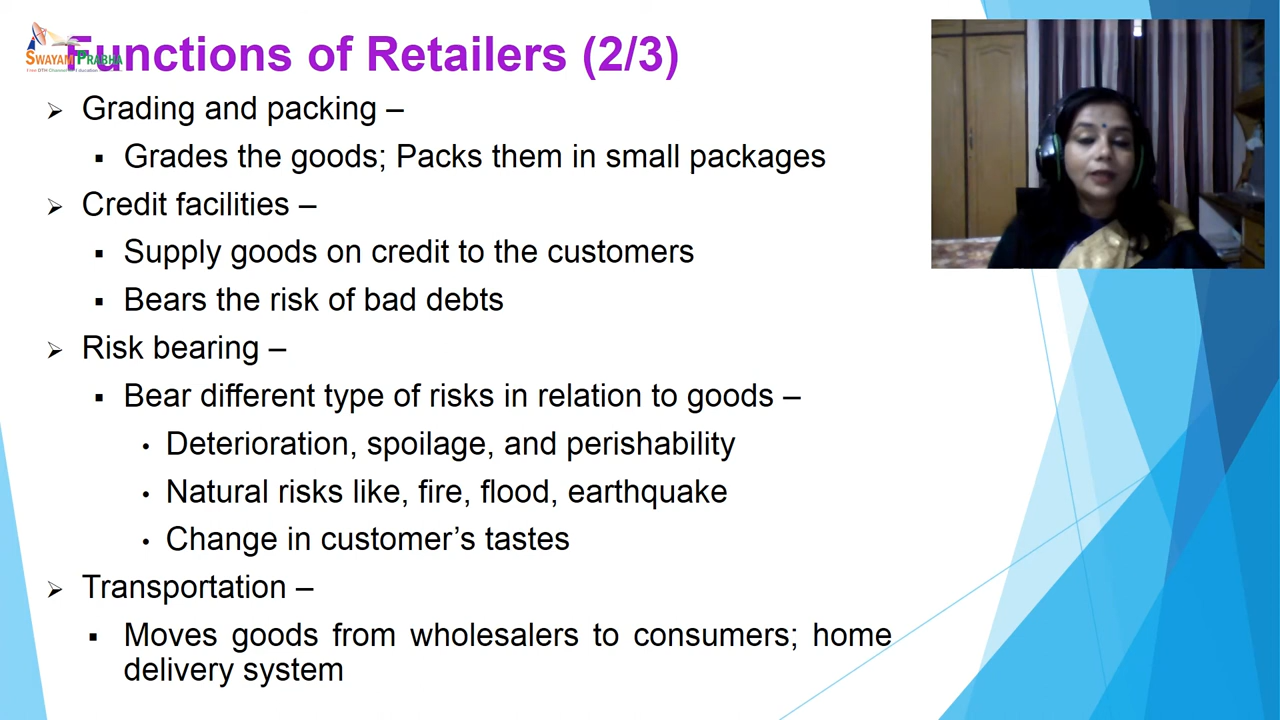 Functions of Retailers (2/3)
SWAYAM PRABHA
➢ Grading and packing –
▪ Grades the goods; Packs them in small packages
➢ Credit facilities –
▪ Supply goods on credit to the customers
▪ Bears the risk of bad debts
➢ Risk bearing –
▪ Bear different type of risks in relation to goods –
• Deterioration, spoilage, and perishability
• Natural risks like, fire, flood, earthquake
• Change in customer’s tastes
➢ Transportation –
▪ Moves goods from wholesalers to consumers; home
delivery system